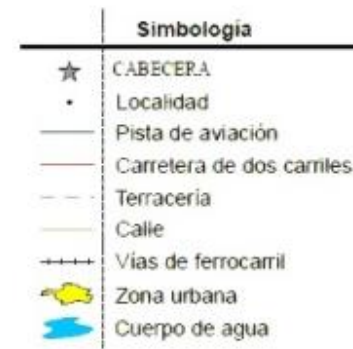 Simbología
CABECERA
Localidad
Pista de aviación
Carretera de dos carriles
Terracería
Calle
Vías de ferrocarril
Zona urbana
Cuerpo de agua